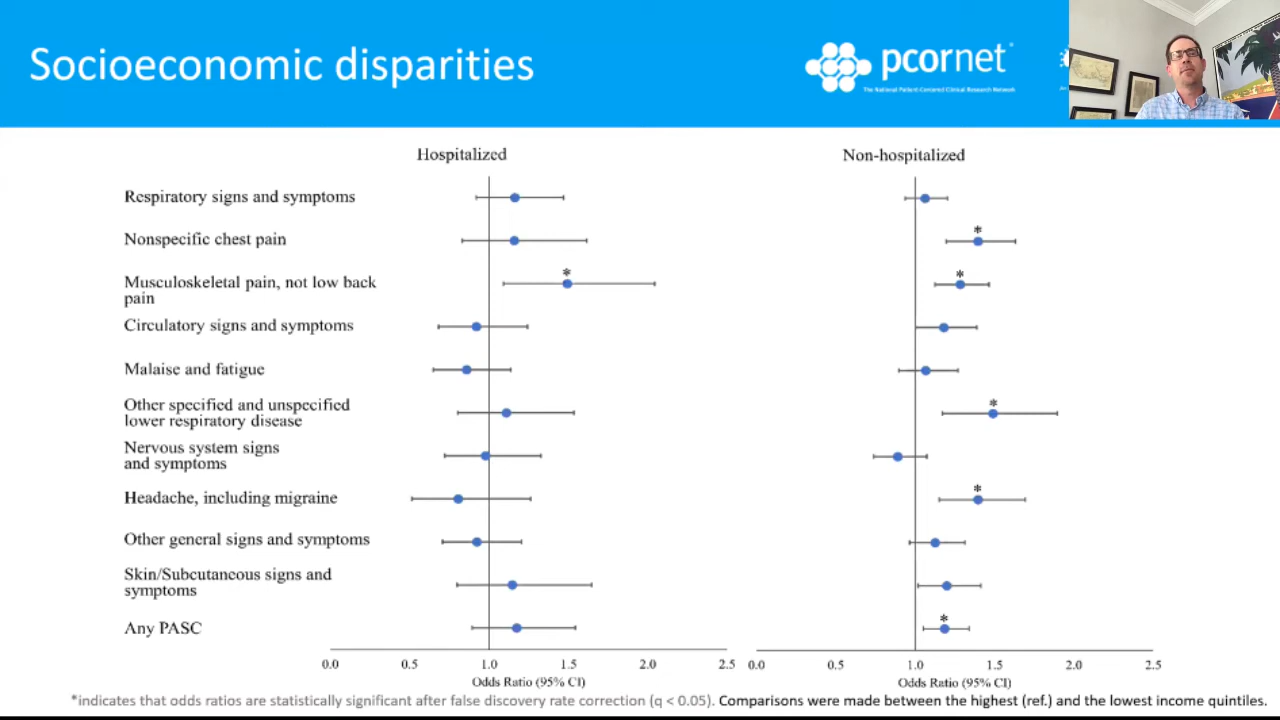 Socioeconomic disparities
pcornet
The National Patient-Centered Clinical Research Network
Hospitalized
Non-hospitalized
Respiratory signs and symptoms
Nonspecific chest pain
*
Musculoskeletal pain, not low back
pain
*
*
Circulatory signs and symptoms
Malaise and fatigue
Other specified and unspecified
lower respiratory disease
*
Nervous system signs
and symptoms
Headache, including migraine
*
Other general signs and symptoms
Skin/Subcutaneous signs and
symptoms
Any PASC
*
0.0 0.5 1.0 1.5 2.0 2.5
Odds Ratio (95% CI)
0.0 0.5 1.0 1.5 2.0 2.5
Odds Ratio (95% CI)
*indicates that odds ratios are statistically significant after false discovery rate correction (q < 0.05). Comparisons were made between the highest (ref.) and the lowest income quintiles.